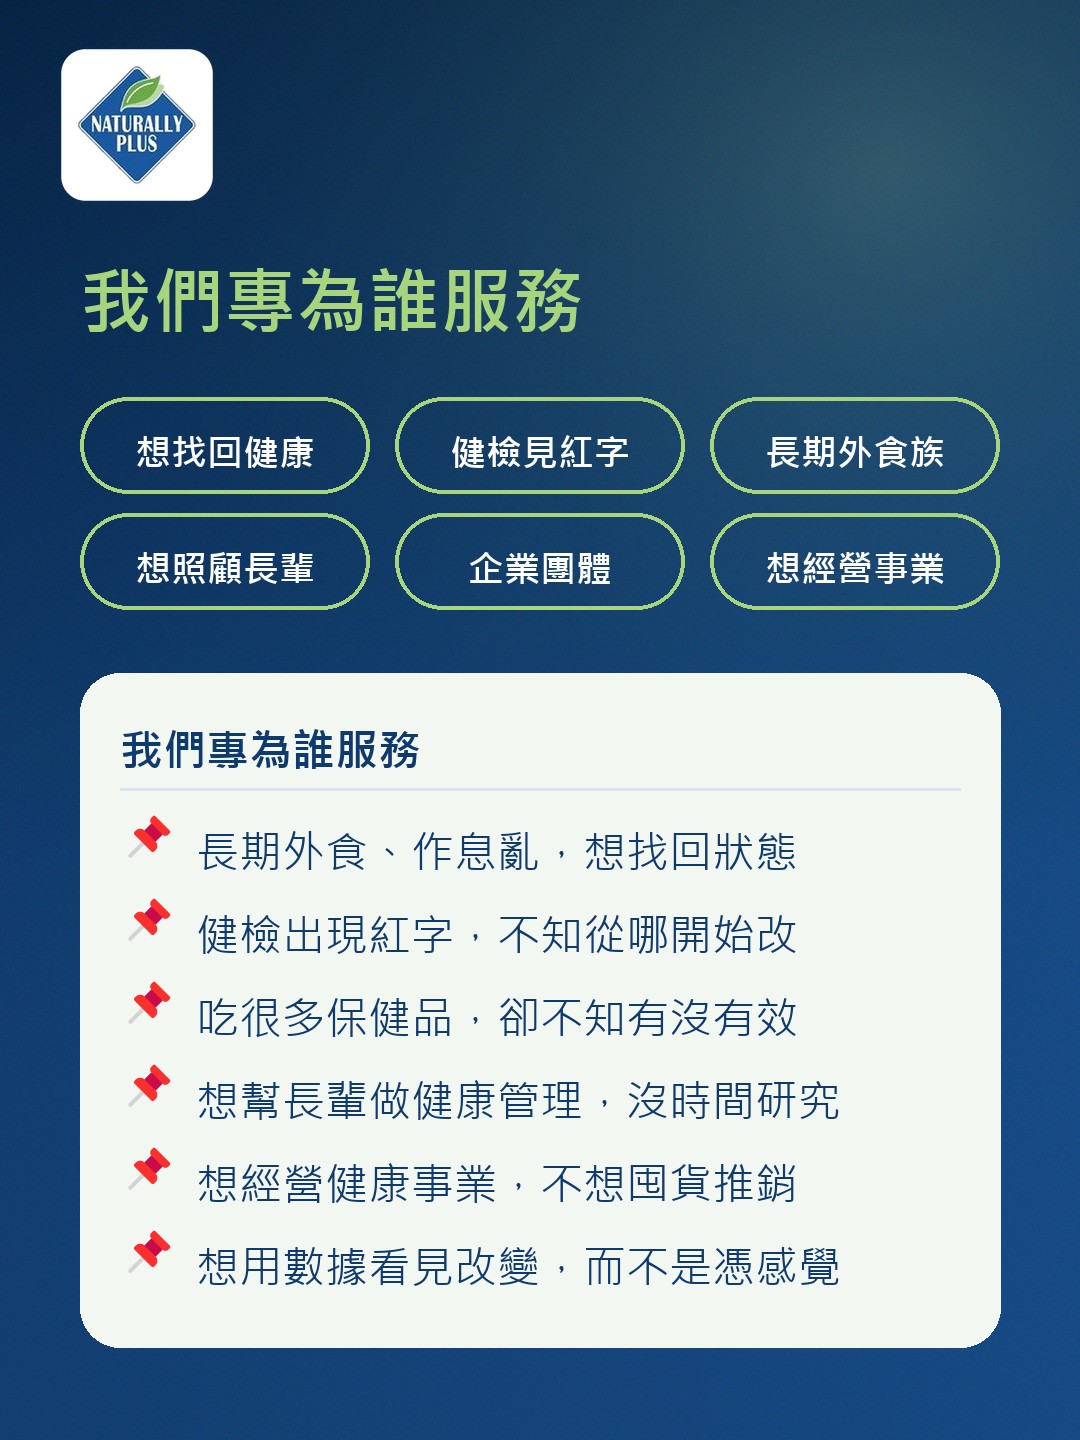 NATURALLY
PLUS
我們專為誰服務
想找回健康
健檢見紅字
長期外食族
想照顧長輩
企業團體
想經營事業
我們專為誰服務
長期外食、作息亂，想找回狀態
健檢出現紅字，不知從哪開始改
吃很多保健品，卻不知有沒有效
想幫長輩做健康管理，沒時間研究
想經營健康事業，不想囤貨推銷
想用數據看見改變，而不是憑感覺